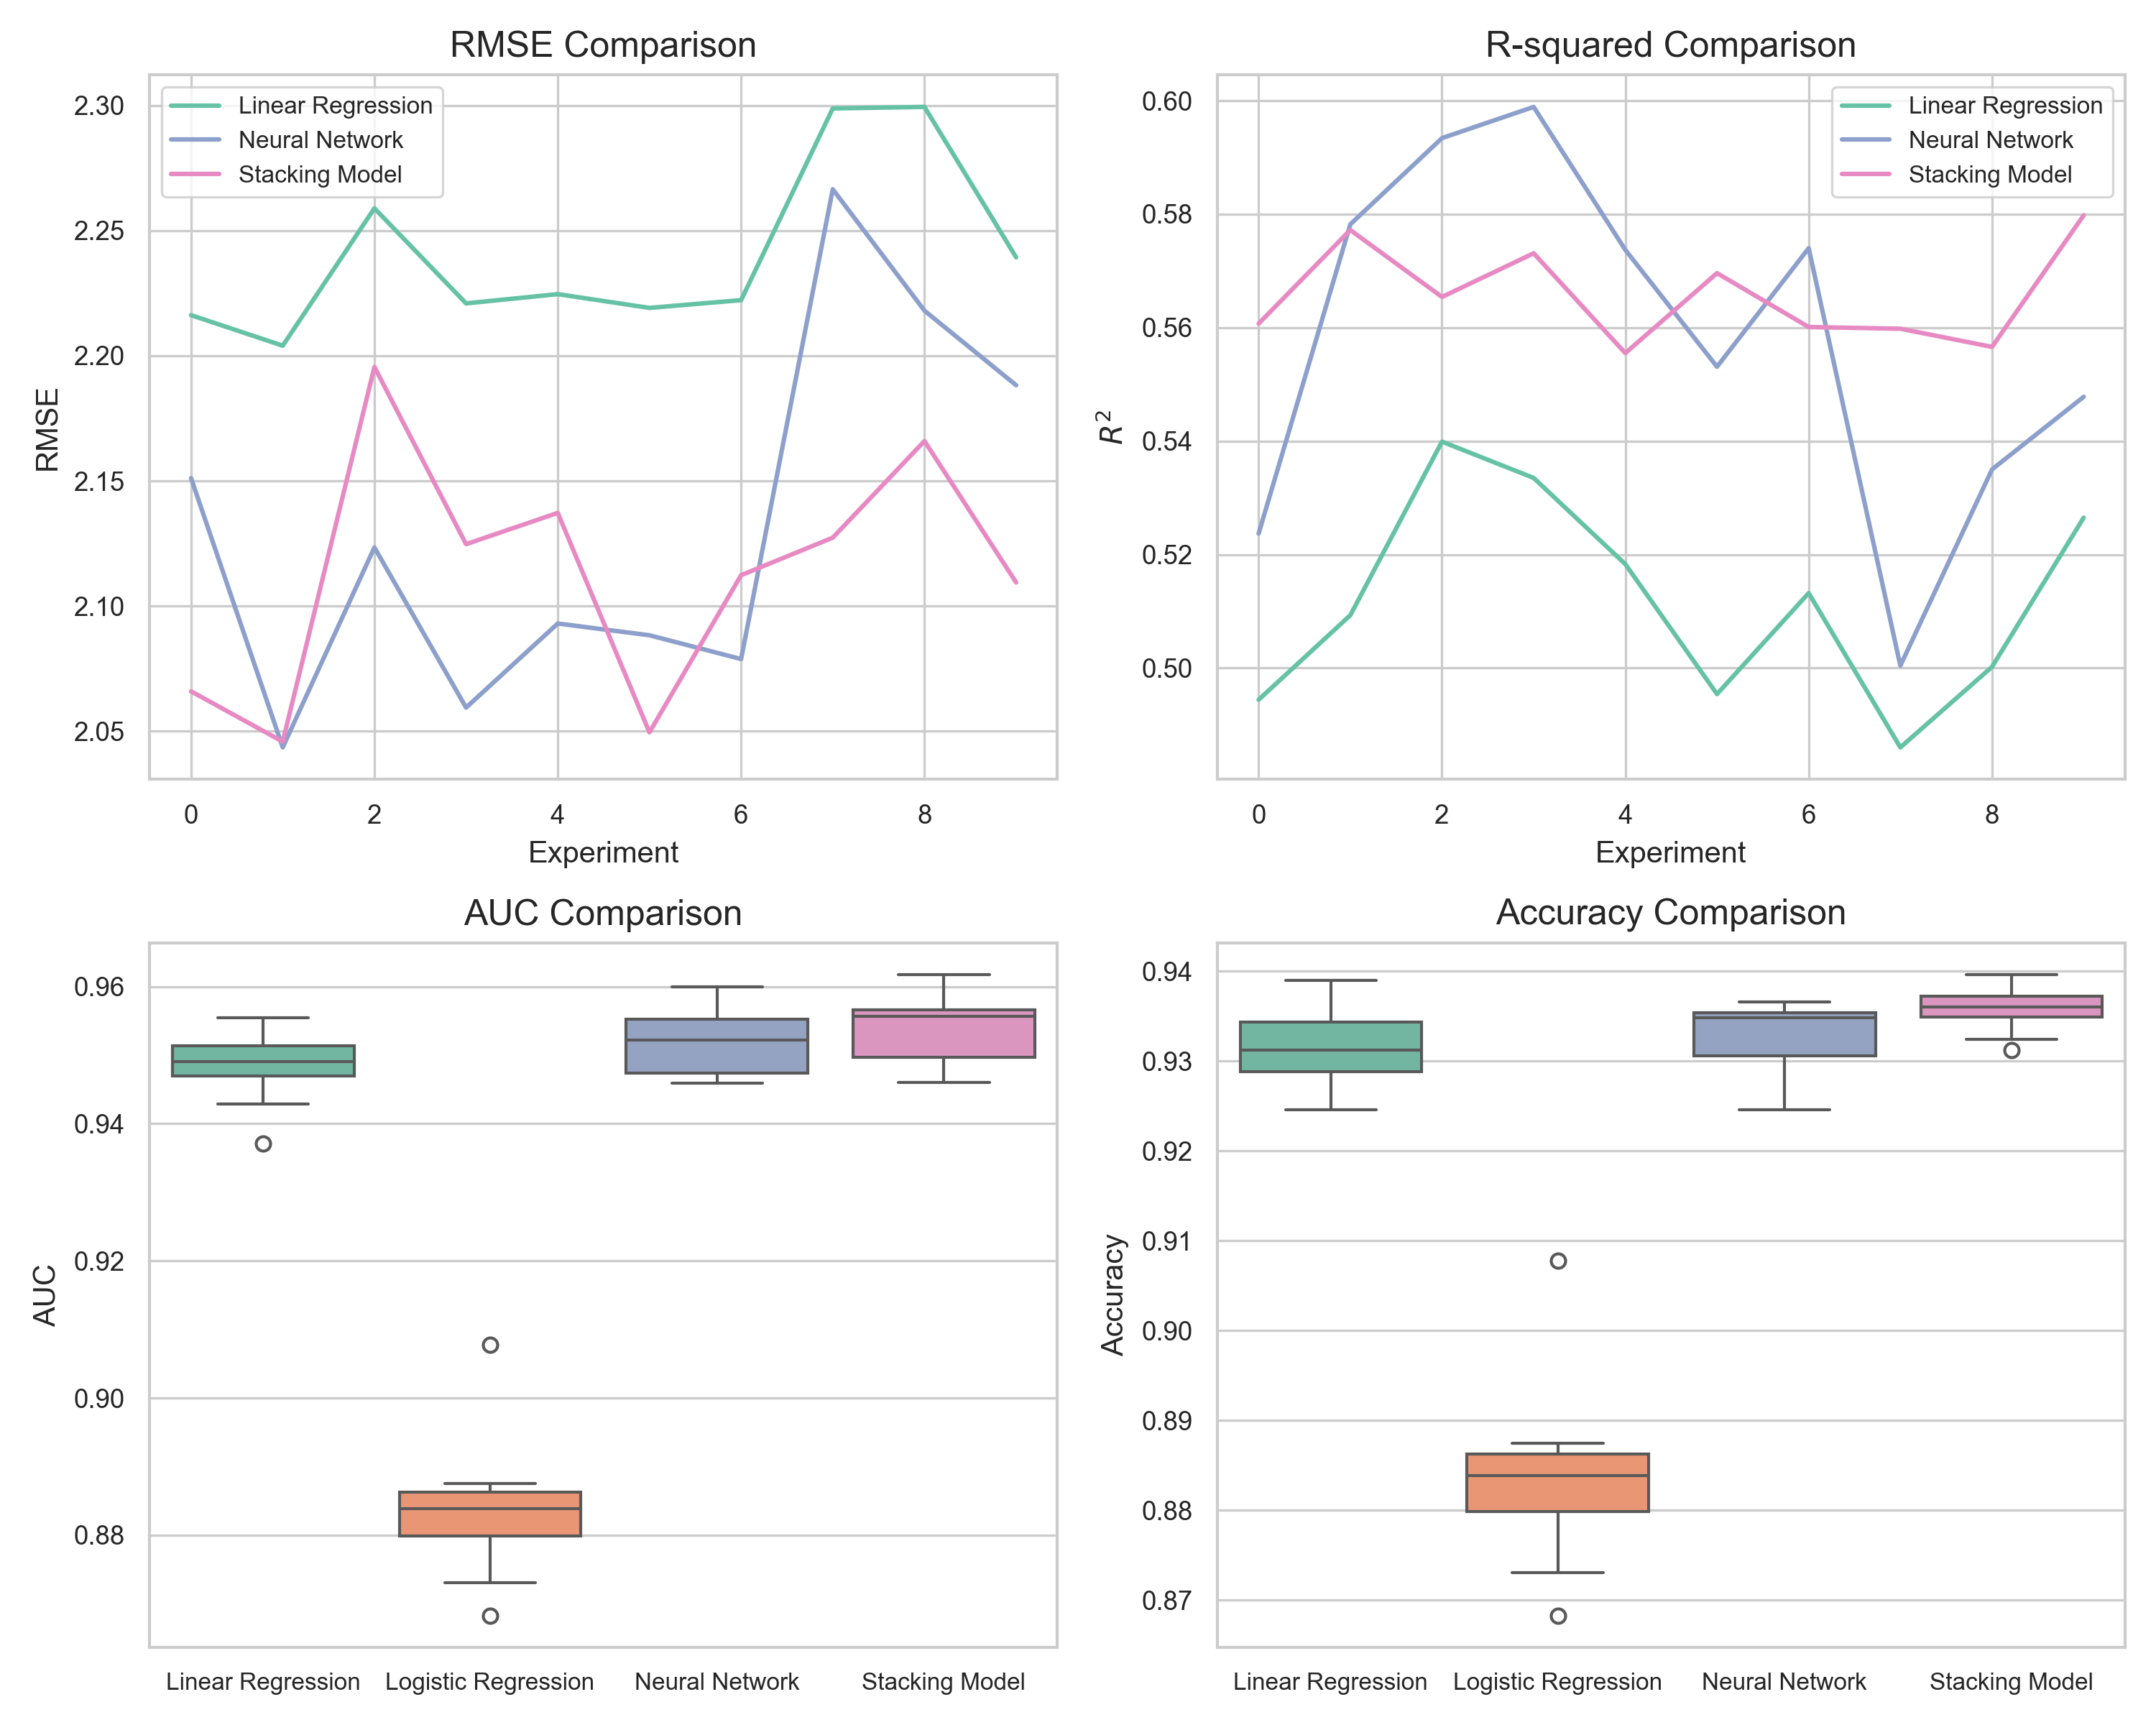 RMSE Comparison
2.30
2.25
2.20
2.15
2.10
2.05
RMSE
Linear Regression
Neural Network
Stacking Model
0 2 4 6 8
Experiment
R-squared Comparison
0.60
0.58
0.56
0.54
0.52
0.50
R²
Linear Regression
Neural Network
Stacking Model
0 2 4 6 8
Experiment
AUC Comparison
0.96
0.94
0.92
0.90
0.88
AUC
Linear Regression Logistic Regression Neural Network Stacking Model
Accuracy Comparison
0.94
0.93
0.92
0.91
0.90
0.89
0.88
0.87
Accuracy
Linear Regression Logistic Regression Neural Network Stacking Model